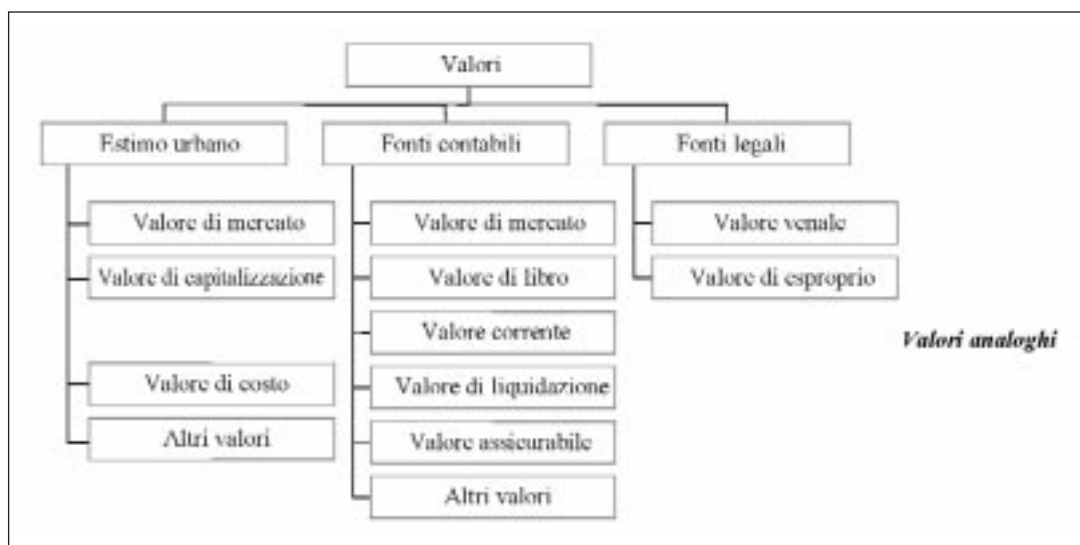 Valori
Estimo urbano
Fonti contabili
Fonti legali
Valore di mercato
Valore di capitalizzazione
Valore di costo
Altri valori
Valore di mercato
Valore di libro
Valore corrente
Valore di liquidazione
Valore assicurabile
Altri valori
Valore venale
Valore di esproprio
Valori analoghi